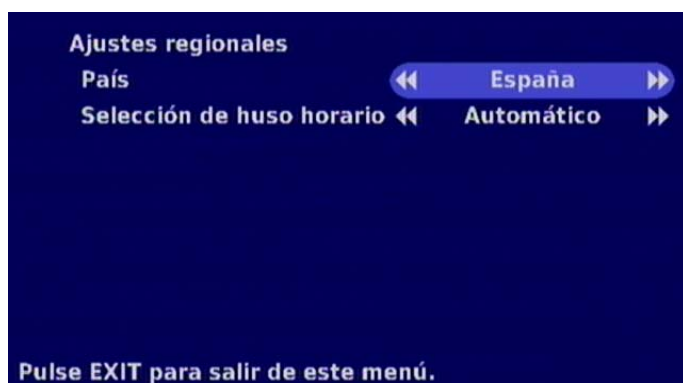 Ajustes regionales
País España
Selección de huso horario Automático
Pulse EXIT para salir de este menú.